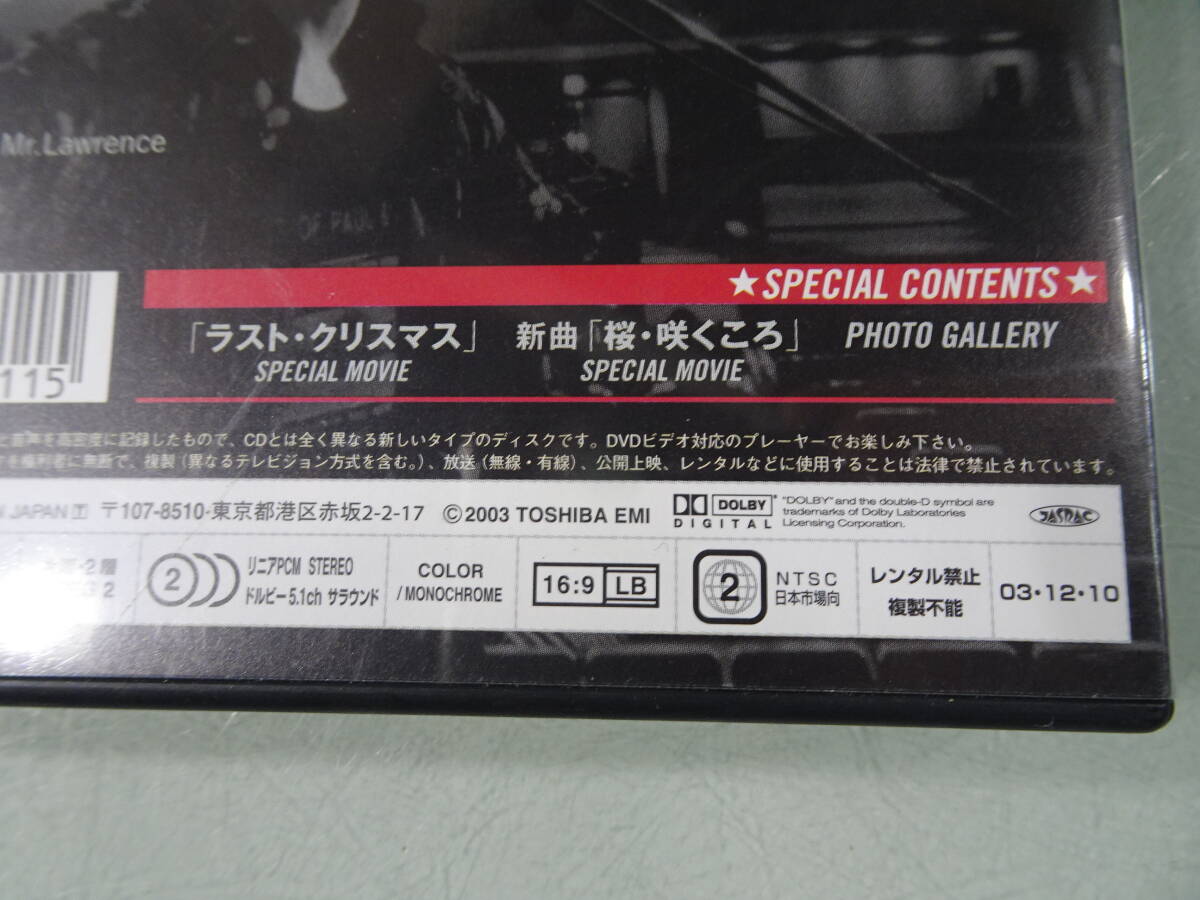 Mr.Lawrence
OF PAUL
★SPECIAL CONTENTS★
「ラスト・クリスマス」 新曲「桜・咲くころ」 PHOTO GALLERY
SPECIAL MOVIE SPECIAL MOVIE
115
と音声を高密度に記録したもので、CDとは全く異なる新しいタイプのディスクです。DVDビデオ対応のプレーヤーでお楽しみ下さい。
を権利者に無断で、複製(異なるテレビジョン方式を含む。)、放送(無線・有線)、公開上映、レンタルなどに使用することは法律で禁止されています。
JAPAN T 〒107-8510・東京都港区赤坂2-2-17 ©2003 TOSHIBA EMI
DOLBY
DIGITAL
"DOLBY" and the double-D symbol are
trademarks of Dolby Laboratories
Licensing Corporation.
JASRAC
・2層
2
2
リニアPCM STEREO
ドルビー5.1ch サラウンド
COLOR
/MONOCHROME
16:9 LB
2
NTSC
日本市場向
レンタル禁止
複製不能
03・12・10